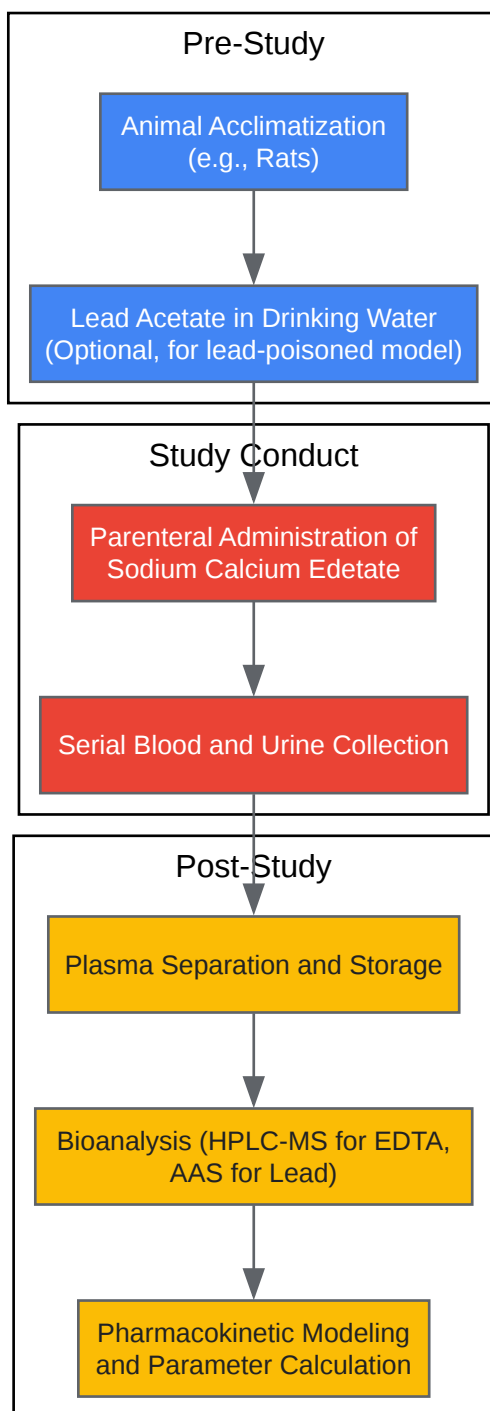 Pre-Study
Animal Acclimatization
(e.g., Rats)
Lead Acetate in Drinking Water
(Optional, for lead-poisoned model)
Study Conduct
Parenteral Administration of
Sodium Calcium Edetate
Serial Blood and Urine Collection
Post-Study
Plasma Separation and Storage
Bioanalysis (HPLC-MS for EDTA,
AAS for Lead)
Pharmacokinetic Modeling
and Parameter Calculation